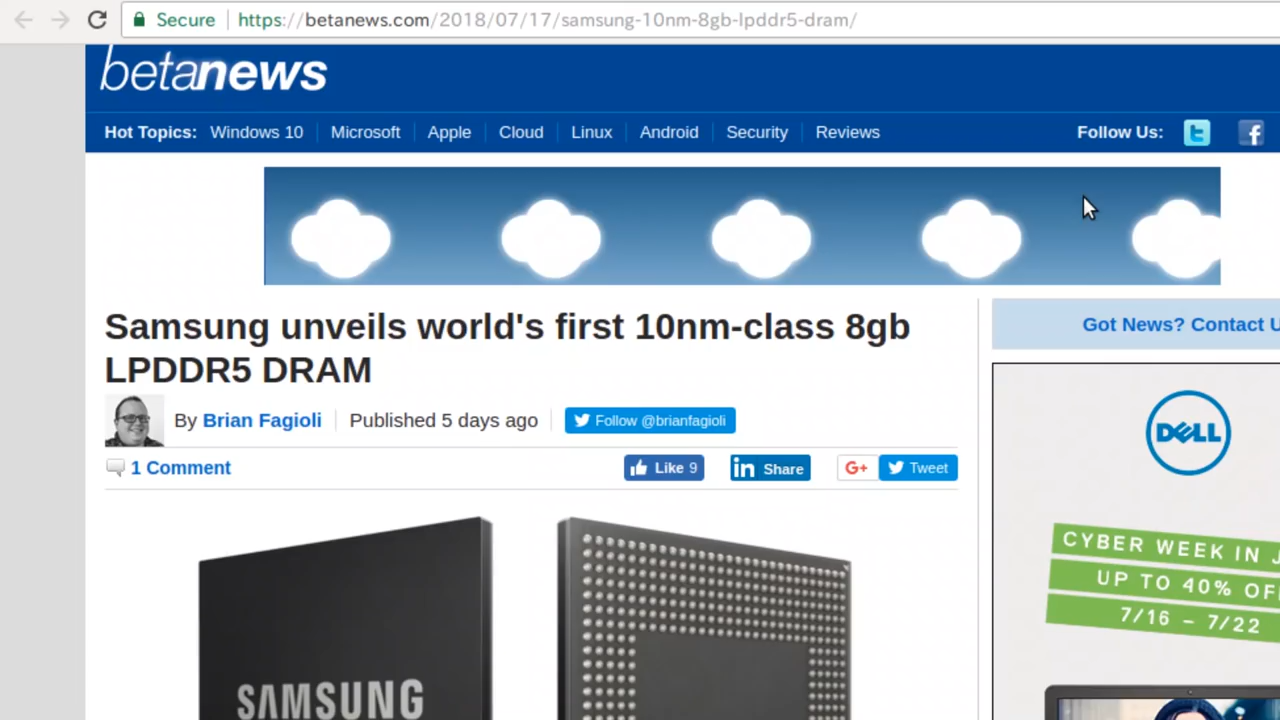 Secure https://betanews.com/2018/07/17/samsung-10nm-8gb-lpddr5-dram/
betanews
Hot Topics: Windows 10 Microsoft Apple Cloud Linux Android Security Reviews Follow Us:
Samsung unveils world's first 10nm-class 8gb
LPDDR5 DRAM
By Brian Fagioli Published 5 days ago Follow @brianfagioli
1 Comment Like 9 in Share G+ Tweet
SAMSUNG
Got News? Contact U
DELL
CYBER WEEK IN J
UP TO 40% OF
7/16 – 7/22